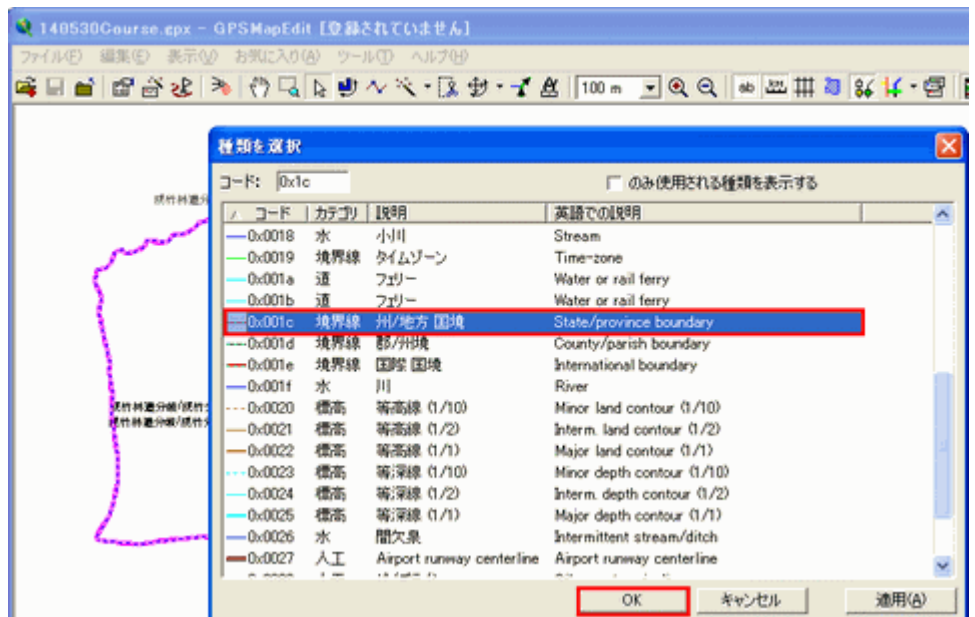 140530Course.epx - GPSMapEdit [登録されていません]
ファイル(F) 編集(E) 表示(V) お気に入り(A) ツール(T) ヘルプ(H)
100 m
種類を選択
コード: 0x1c のみ使用される種類を表示する
コード カテゴリ 説明 英語での説明
0x0018 水 小川 Stream
0x0019 境界線 タイムゾーン Time-zone
0x001a 道 フェリー Water or rail ferry
0x001b 道 フェリー Water or rail ferry
0x001c 境界線 州/地方 国境 State/province boundary
0x001d 境界線 郡/州境 County/parish boundary
0x001e 境界線 国際 国境 International boundary
0x001f 水 川 River
0x0020 標高 等高線 (1/10) Minor land contour (1/10)
0x0021 標高 等高線 (1/2) Interm. land contour (1/2)
0x0022 標高 等高線 (1/1) Major land contour (1/1)
0x0023 標高 等深線 (1/10) Minor depth contour (1/10)
0x0024 標高 等深線 (1/2) Interm. depth contour (1/2)
0x0025 標高 等深線 (1/1) Major depth contour (1/1)
0x0026 水 間欠泉 Intermittent stream/ditch
0x0027 人工 Airport runway centerline Airport runway centerline
OK キャンセル 適用(A)